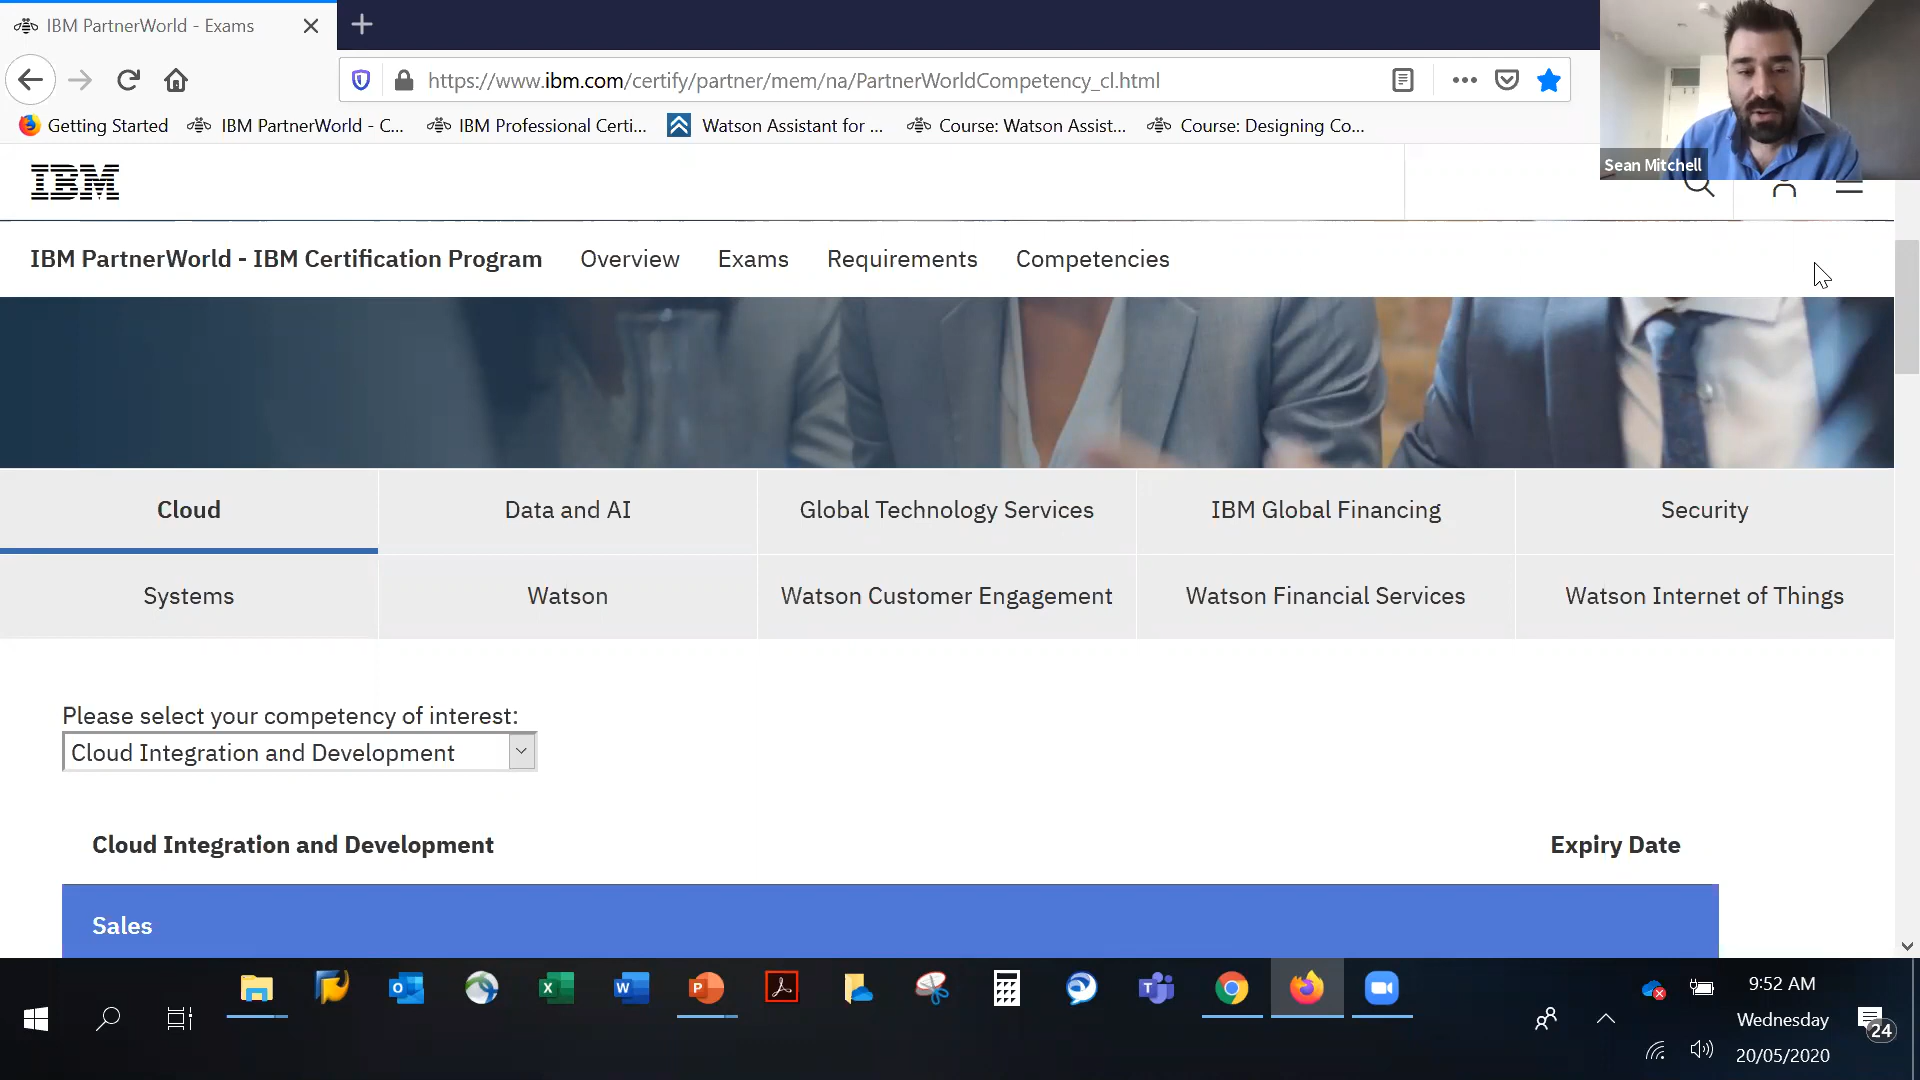 IBM PartnerWorld - Exams
https://www.ibm.com/certify/partner/mem/na/PartnerWorldCompetency_cl.html
Getting Started IBM PartnerWorld - C... IBM Professional Certi... Watson Assistant for ... Course: Watson Assist... Course: Designing Co...
Sean Mitchell
IBM
IBM PartnerWorld - IBM Certification Program Overview Exams Requirements Competencies
Cloud Data and AI Global Technology Services IBM Global Financing Security
Systems Watson Watson Customer Engagement Watson Financial Services Watson Internet of Things
Please select your competency of interest:
Cloud Integration and Development
Cloud Integration and Development Expiry Date
Sales
9:52 AM
Wednesday
24
20/05/2020